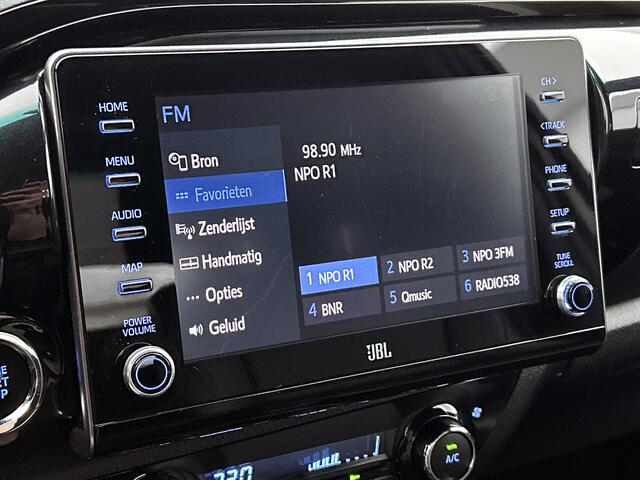 HOME
MENU
AUDIO
MAP
POWER
VOLUME
FM
Bron
Favorieten
Zenderlijst
Handmatig
Opties
Geluid
98.90 MHz
NPO R1
1 NPO R1
2 NPO R2
3 NPO 3FM
4 BNR
5 Qmusic
6 RADIO538
CH>
<TRACK
PHONE
SETUP
TUNE
SCROLL
JBL
A/C